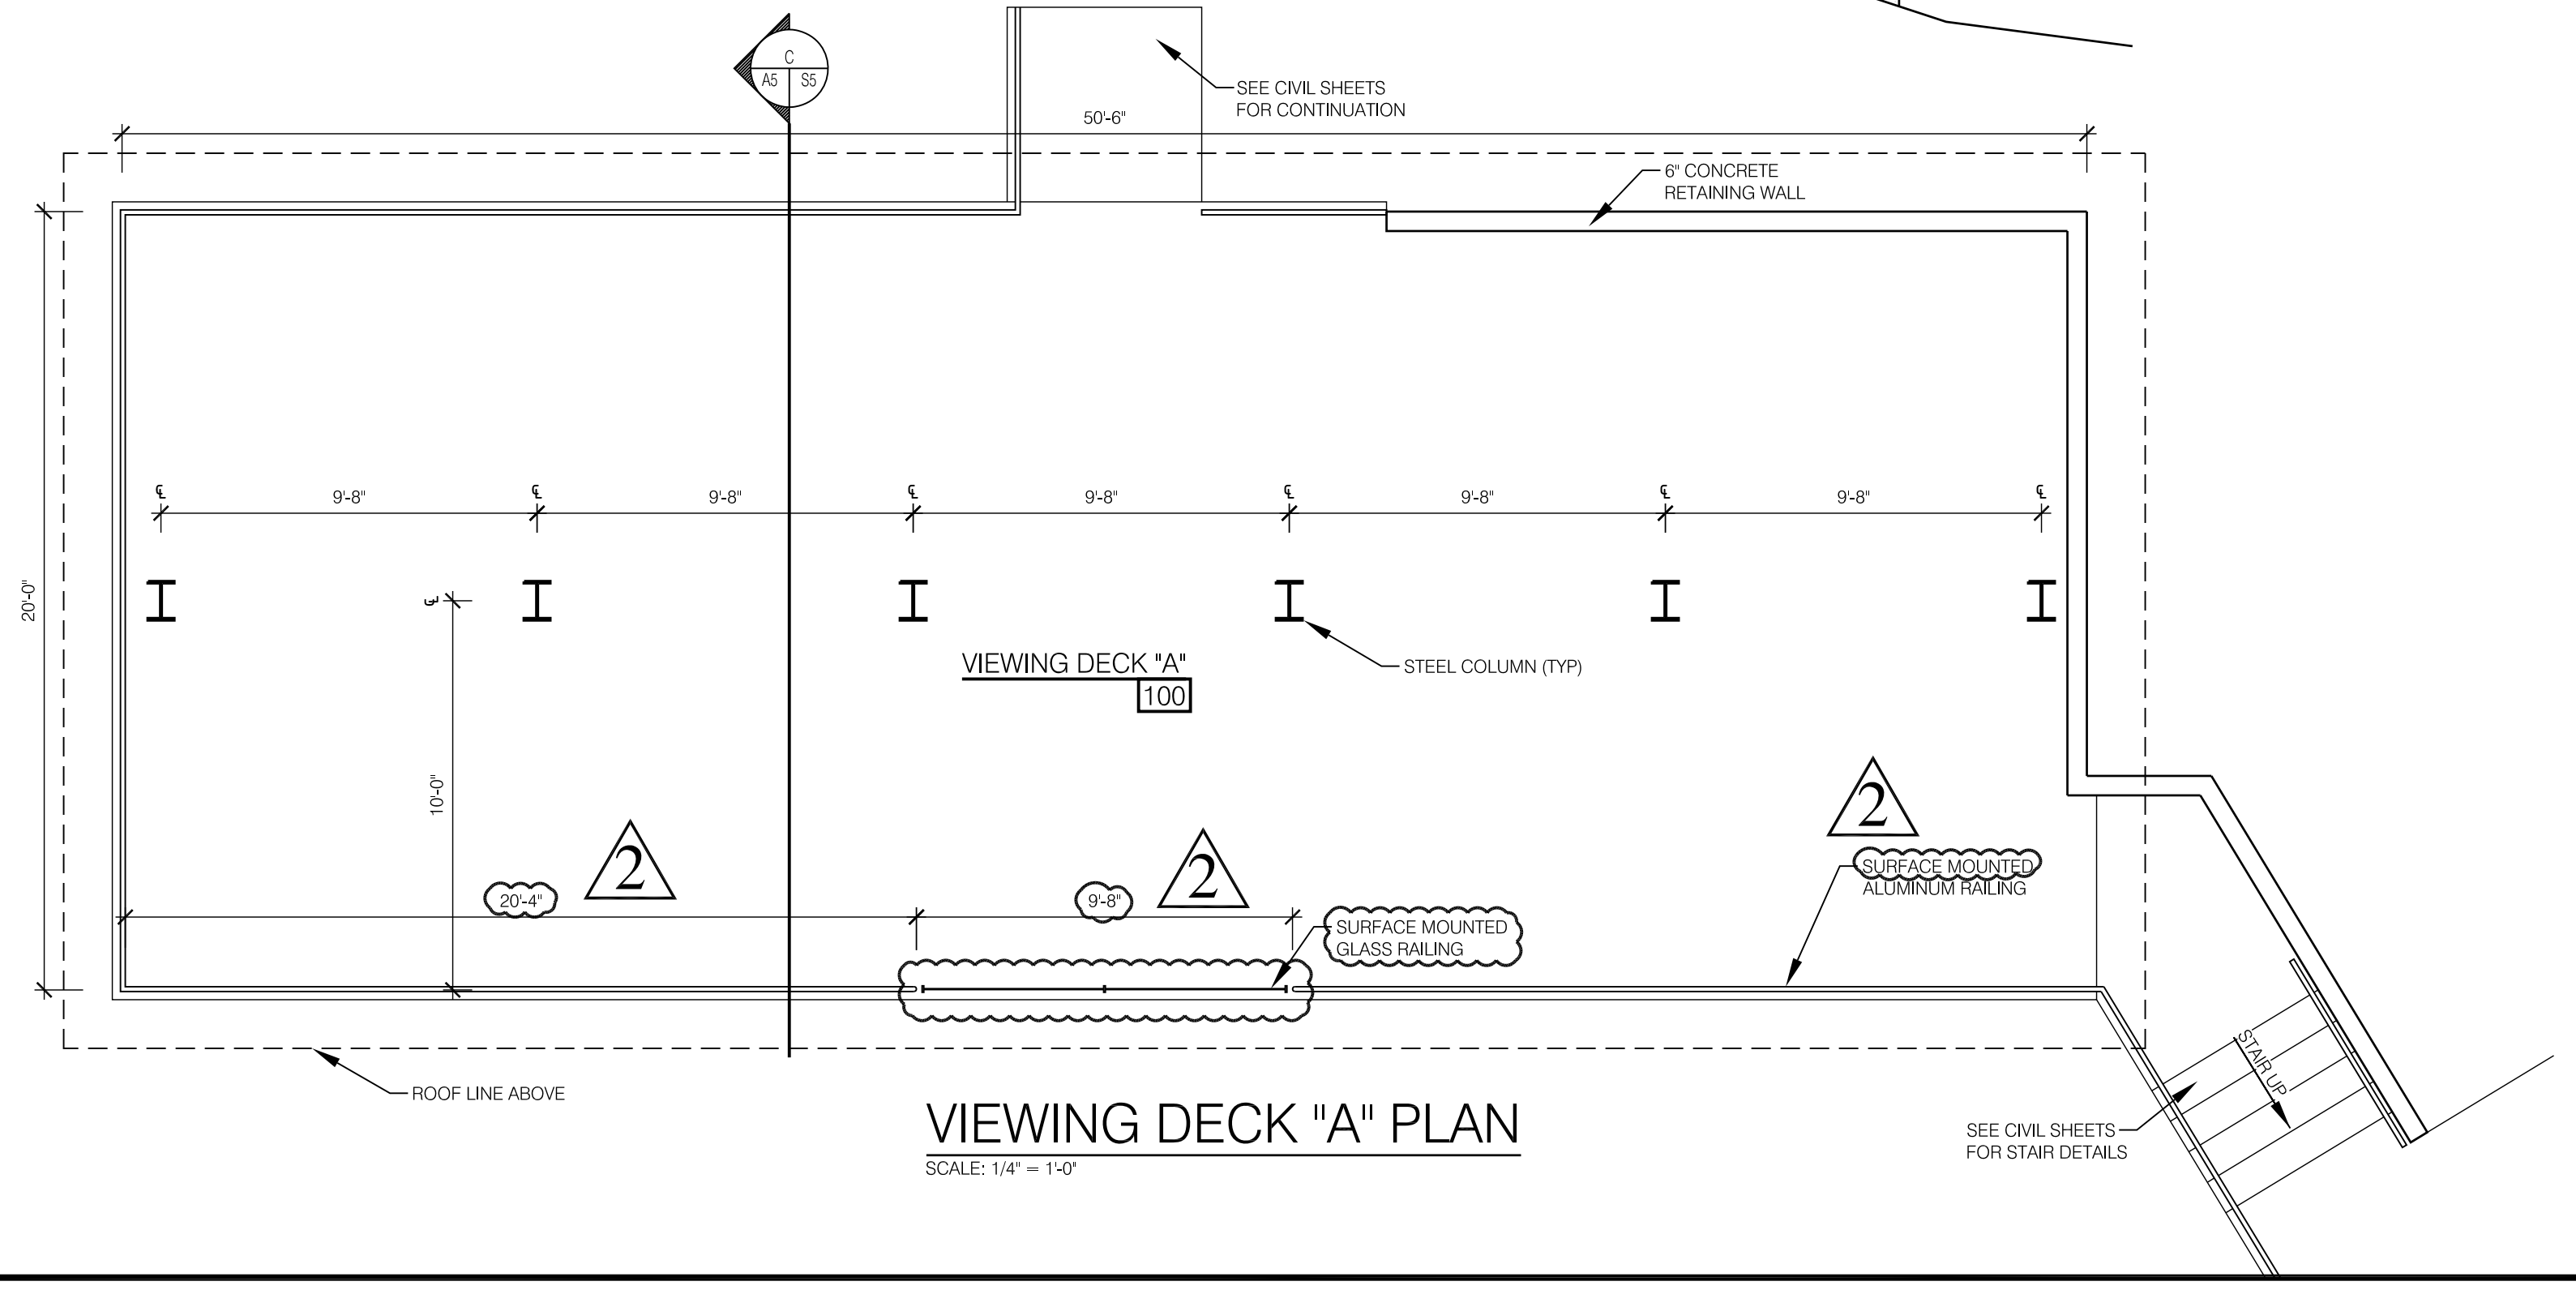 C
A5 S5
SEE CIVIL SHEETS
FOR CONTINUATION
50'-6"
6" CONCRETE
RETAINING WALL
℄ 9'-8" ℄ 9'-8" ℄ 9'-8" ℄ 9'-8" ℄ 9'-8" ℄
20'-0"
℄
VIEWING DECK "A"
100
STEEL COLUMN (TYP)
10'-0"
2
2
2
20'-4"
9'-8"
SURFACE MOUNTED
ALUMINUM RAILING
SURFACE MOUNTED
GLASS RAILING
ROOF LINE ABOVE
STAIR UP
VIEWING DECK "A" PLAN
SCALE: 1/4" = 1'-0"
SEE CIVIL SHEETS
FOR STAIR DETAILS